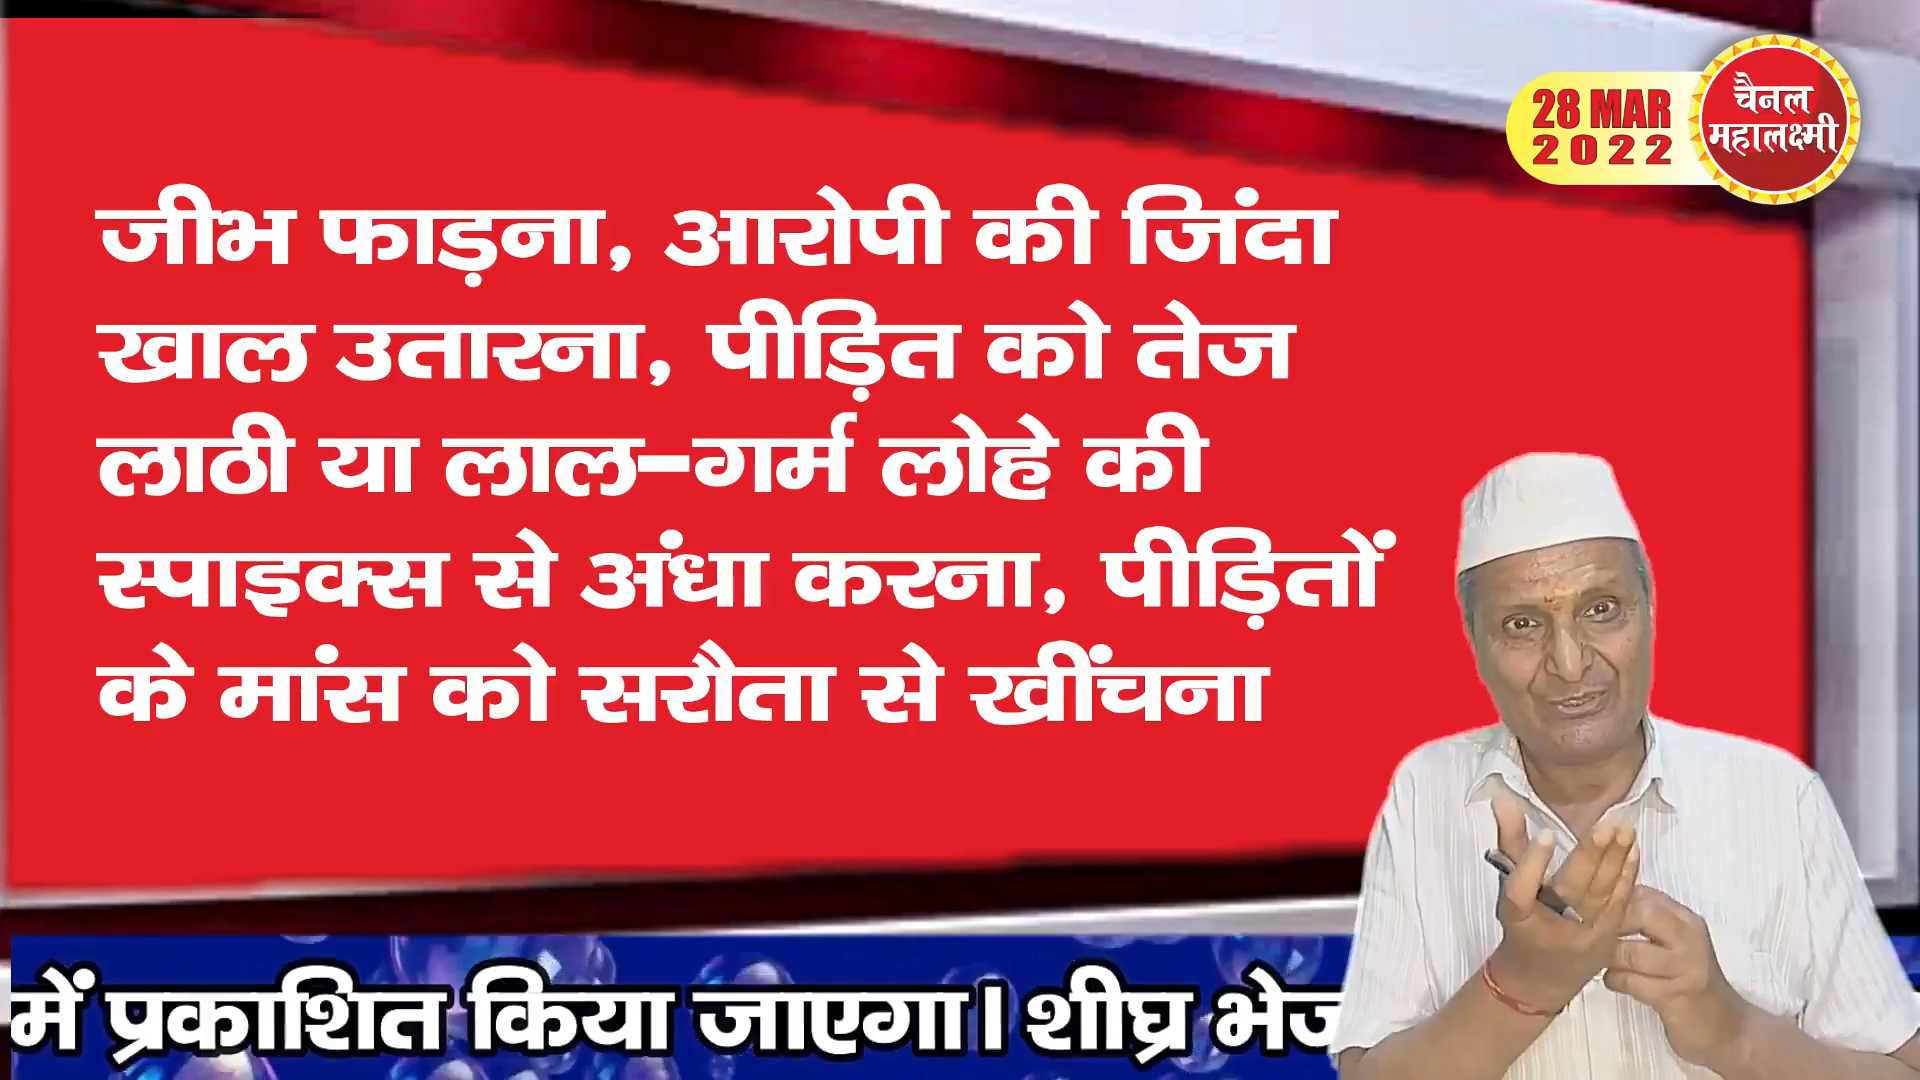 28 MAR
2022
चैनल
महालक्ष्मी
जीभ फाड़ना, आरोपी की जिंदा
खाल उतारना, पीड़ित को तेज
लाठी या लाल-गर्म लोहे की
स्पाइक्स से अंधा करना, पीड़ितों
के मांस को सरौता से खींचना
में प्रकाशित किया जाएगा। शीघ्र